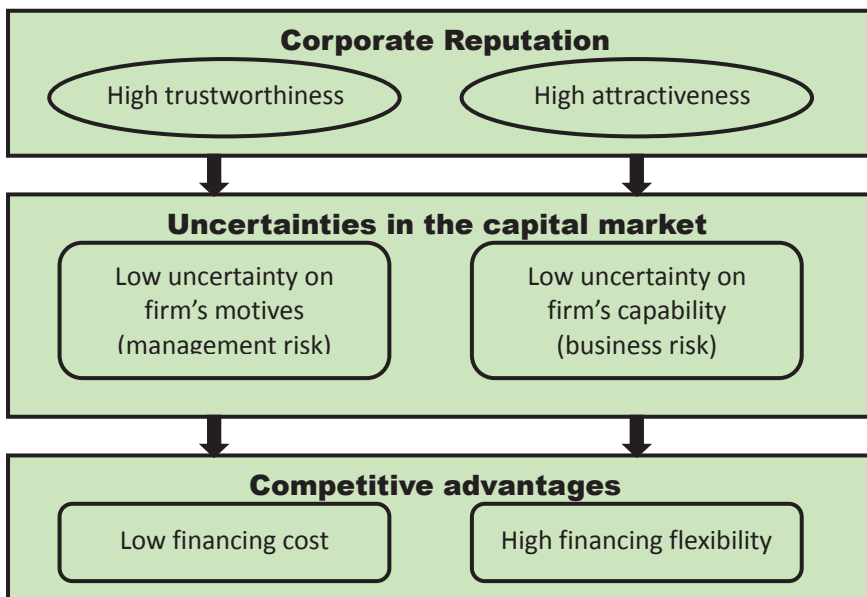 Corporate Reputation
High trustworthiness
High attractiveness
Uncertainties in the capital market
Low uncertainty on
firm’s motives
(management risk)
Low uncertainty on
firm’s capability
(business risk)
Competitive advantages
Low financing cost
High financing flexibility